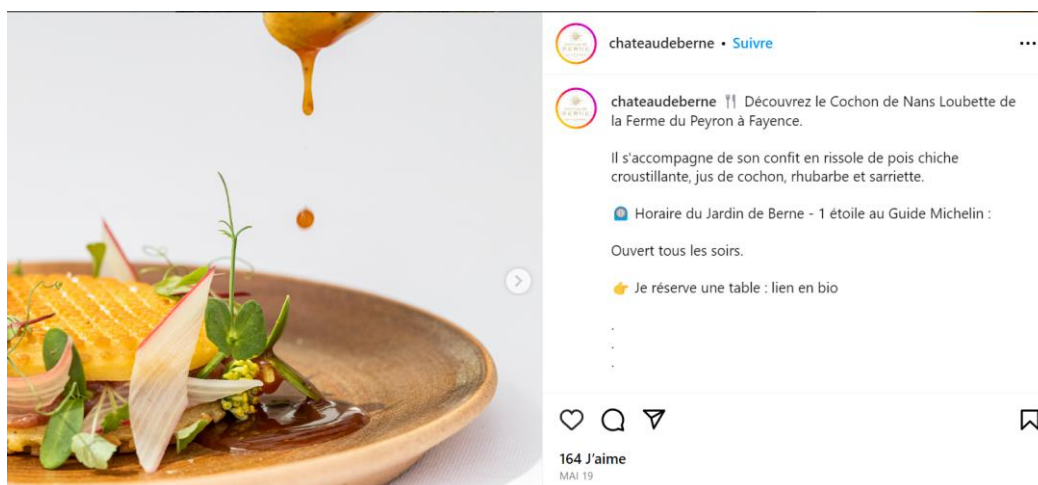 chateaudeberne • Suivre
chateaudeberne 🍴 Découvrez le Cochon de Nans Loubette de
la Ferme du Peyron à Fayence.
Il s'accompagne de son confit en rissole de pois chiche
croustillante, jus de cochon, rhubarbe et sarriette.
Horaire du Jardin de Berne - 1 étoile au Guide Michelin :
Ouvert tous les soirs.
👉 Je réserve une table : lien en bio
.
.
.
164 J'aime
MAI 19